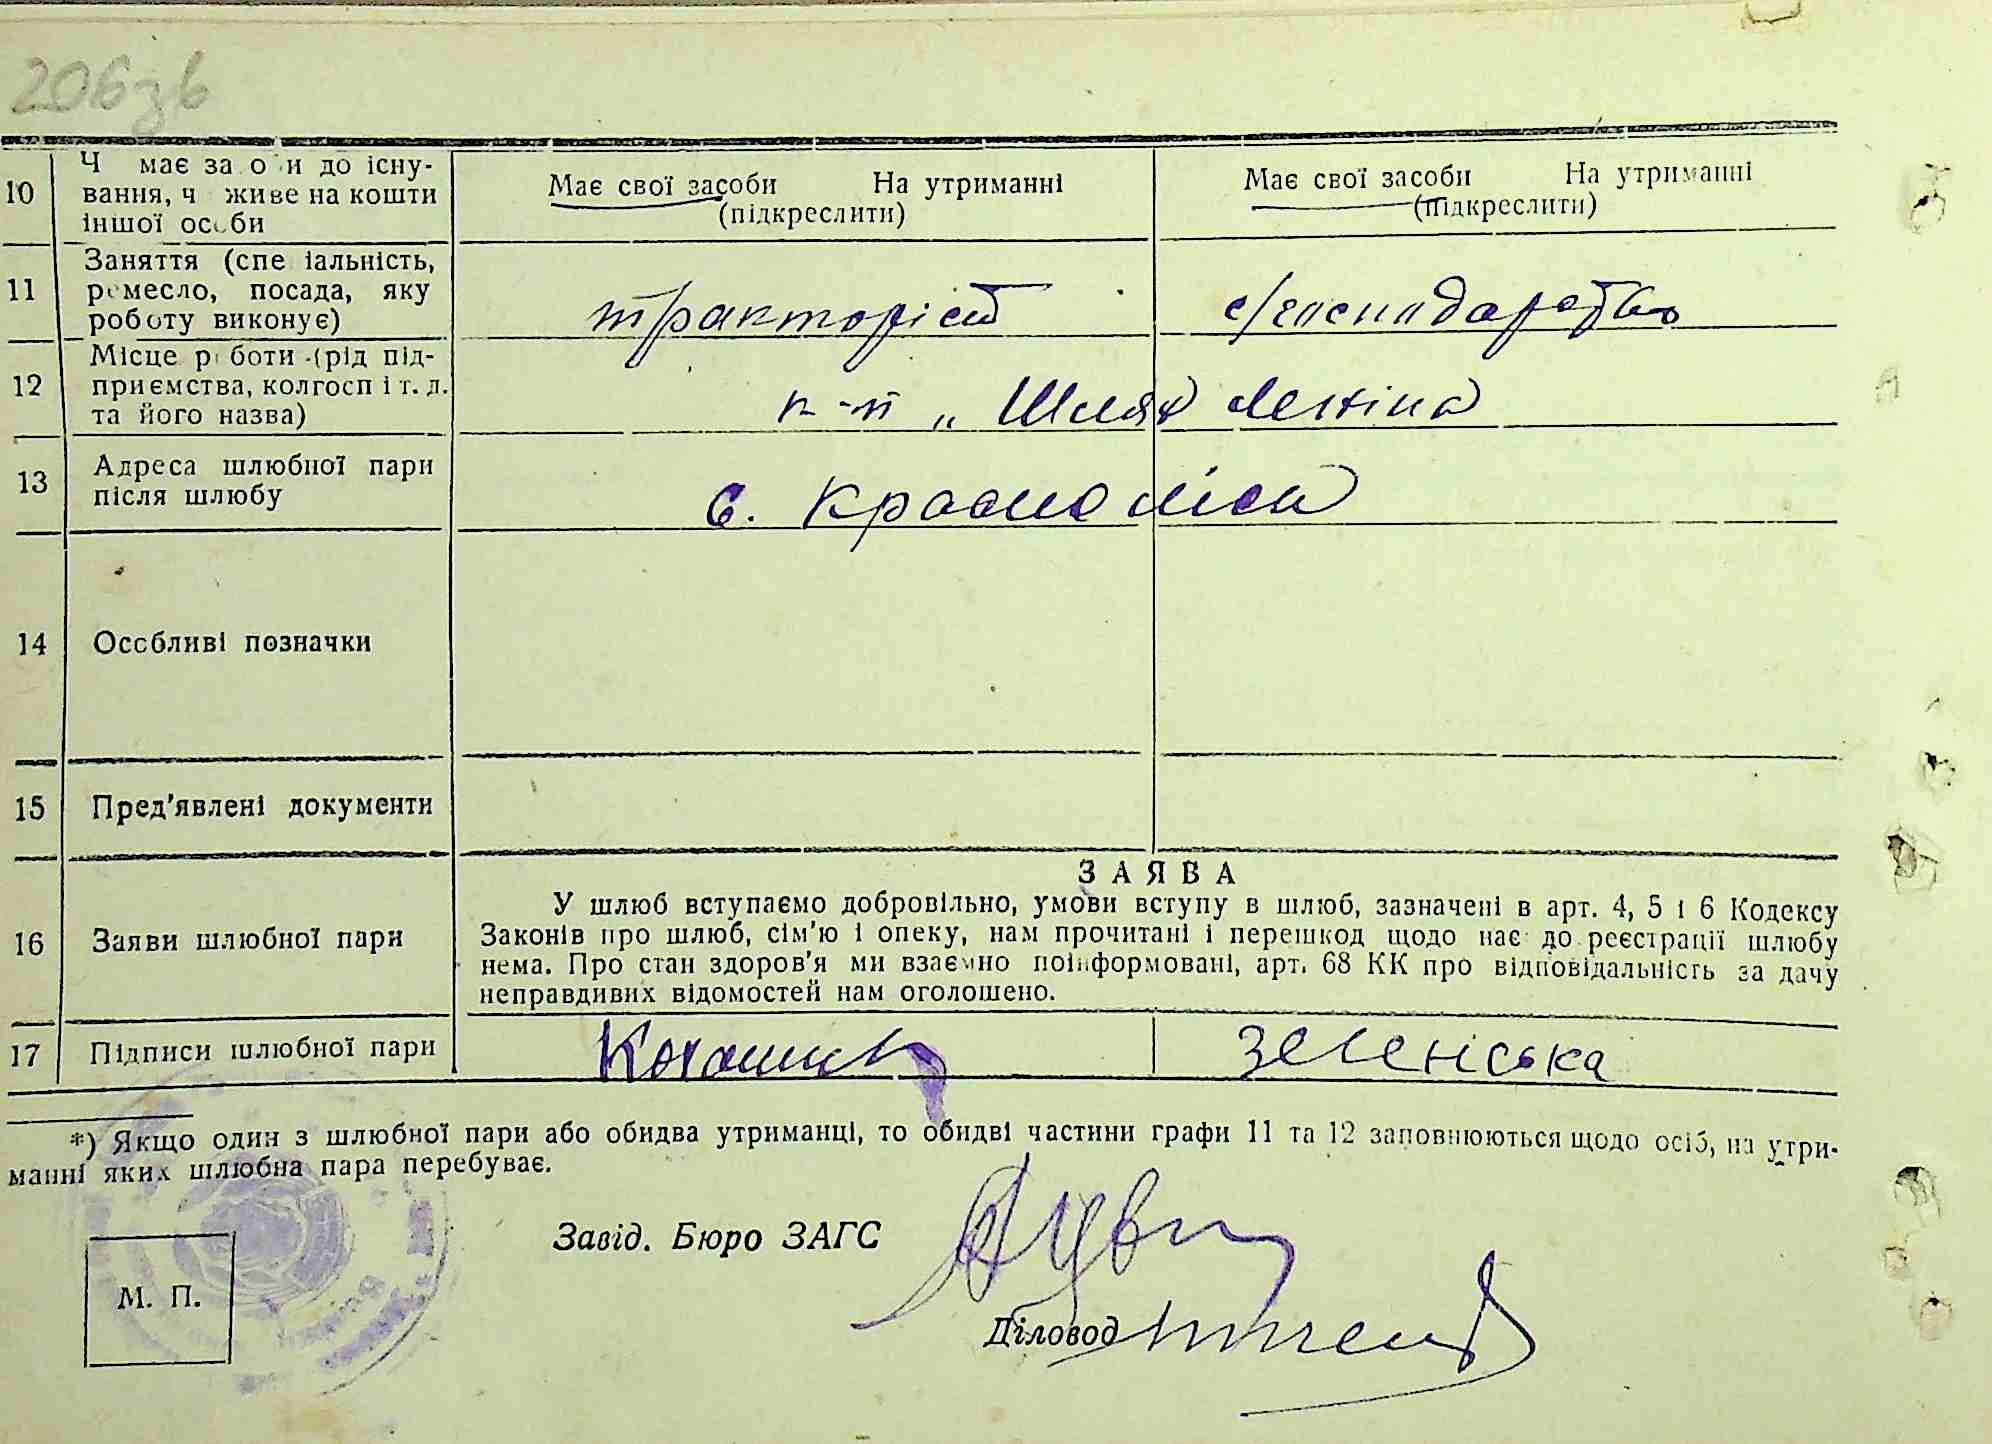 206зв
10 Чи має засоби до існу-
вання, чи живе на кошти
іншої особи
Має свої засоби На утриманні
(підкреслити)
Має свої засоби На утриманні
(підкреслити)
11 Заняття (спеціальність,
ремесло, посада, яку
роботу виконує)
тракторіст
с/господарство
12 Місце роботи (рід під-
приємства, колгосп і т. д.
та його назва)
к-п „Шлях Леніна
13 Адреса шлюбної пари
після шлюбу
с. Красноліси
14 Особливі позначки
15 Пред'явлені документи
16 Заяви шлюбної пари
ЗАЯВА
У шлюб вступаємо добровільно, умови вступу в шлюб, зазначені в арт. 4, 5 і 6 Кодексу
Законів про шлюб, сім'ю і опеку, нам прочитані і перешкод щодо нас до реєстрації шлюбу
нема. Про стан здоров'я ми взаємно поінформовані, арт. 68 КК про відповідальність за дачу
неправдивих відомостей нам оголошено.
17 Підписи шлюбної пари
Зеленська
*) Якщо один з шлюбної пари або обидва утриманці, то обидві частини графи 11 та 12 заповнюються щодо осіб, на утри-
манні яких шлюбна пара перебуває.
Завід. Бюро ЗАГС
М. П.
Діловод